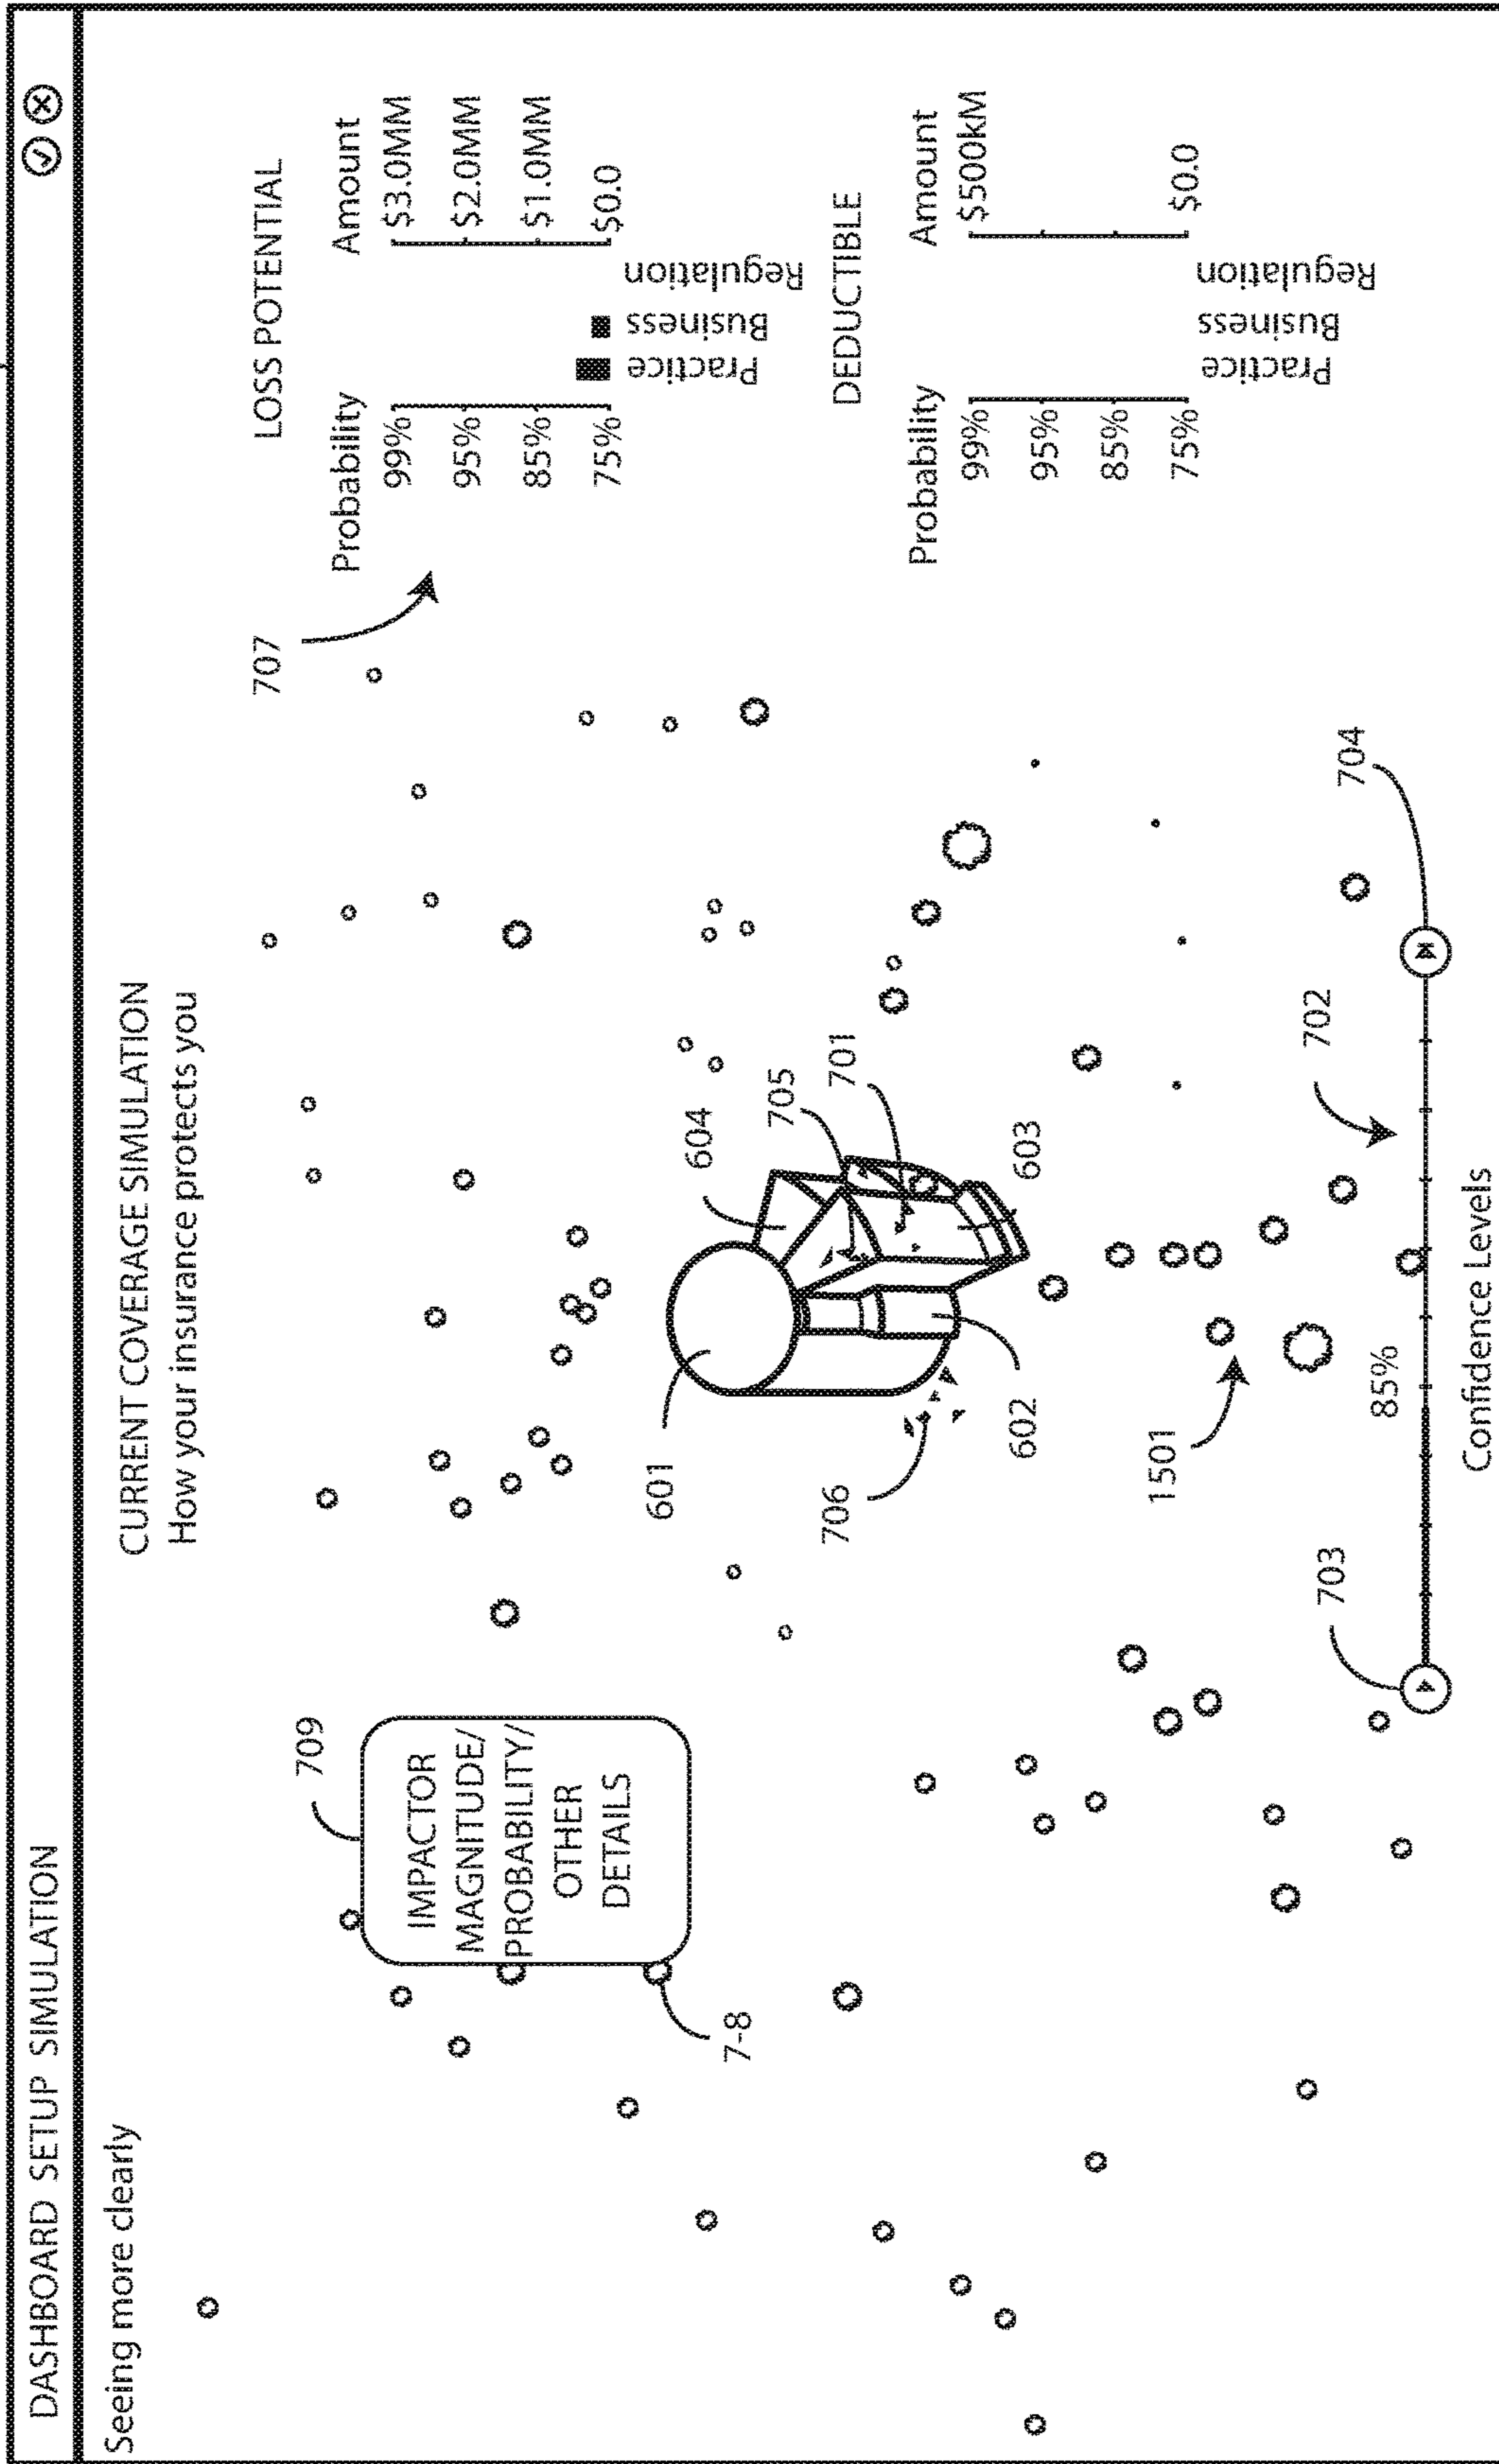 DASHBOARD SETUP SIMULATION
Seeing more clearly
CURRENT COVERAGE SIMULATION
How your insurance protects you
709
IMPACTOR
MAGNITUDE/
PROBABILITY/
OTHER
DETAILS
7-8
707
LOSS POTENTIAL
Probability Amount
99% $3.0MM
95% $2.0MM
85% $1.0MM
75% $0.0
Practice
Business
Regulation
DEDUCTIBLE
Probability Amount
99% $500kM
95%
85%
75% $0.0
Practice
Business
Regulation
601
604
705
701
706
602
603
1501
703
85%
702
704
Confidence Levels